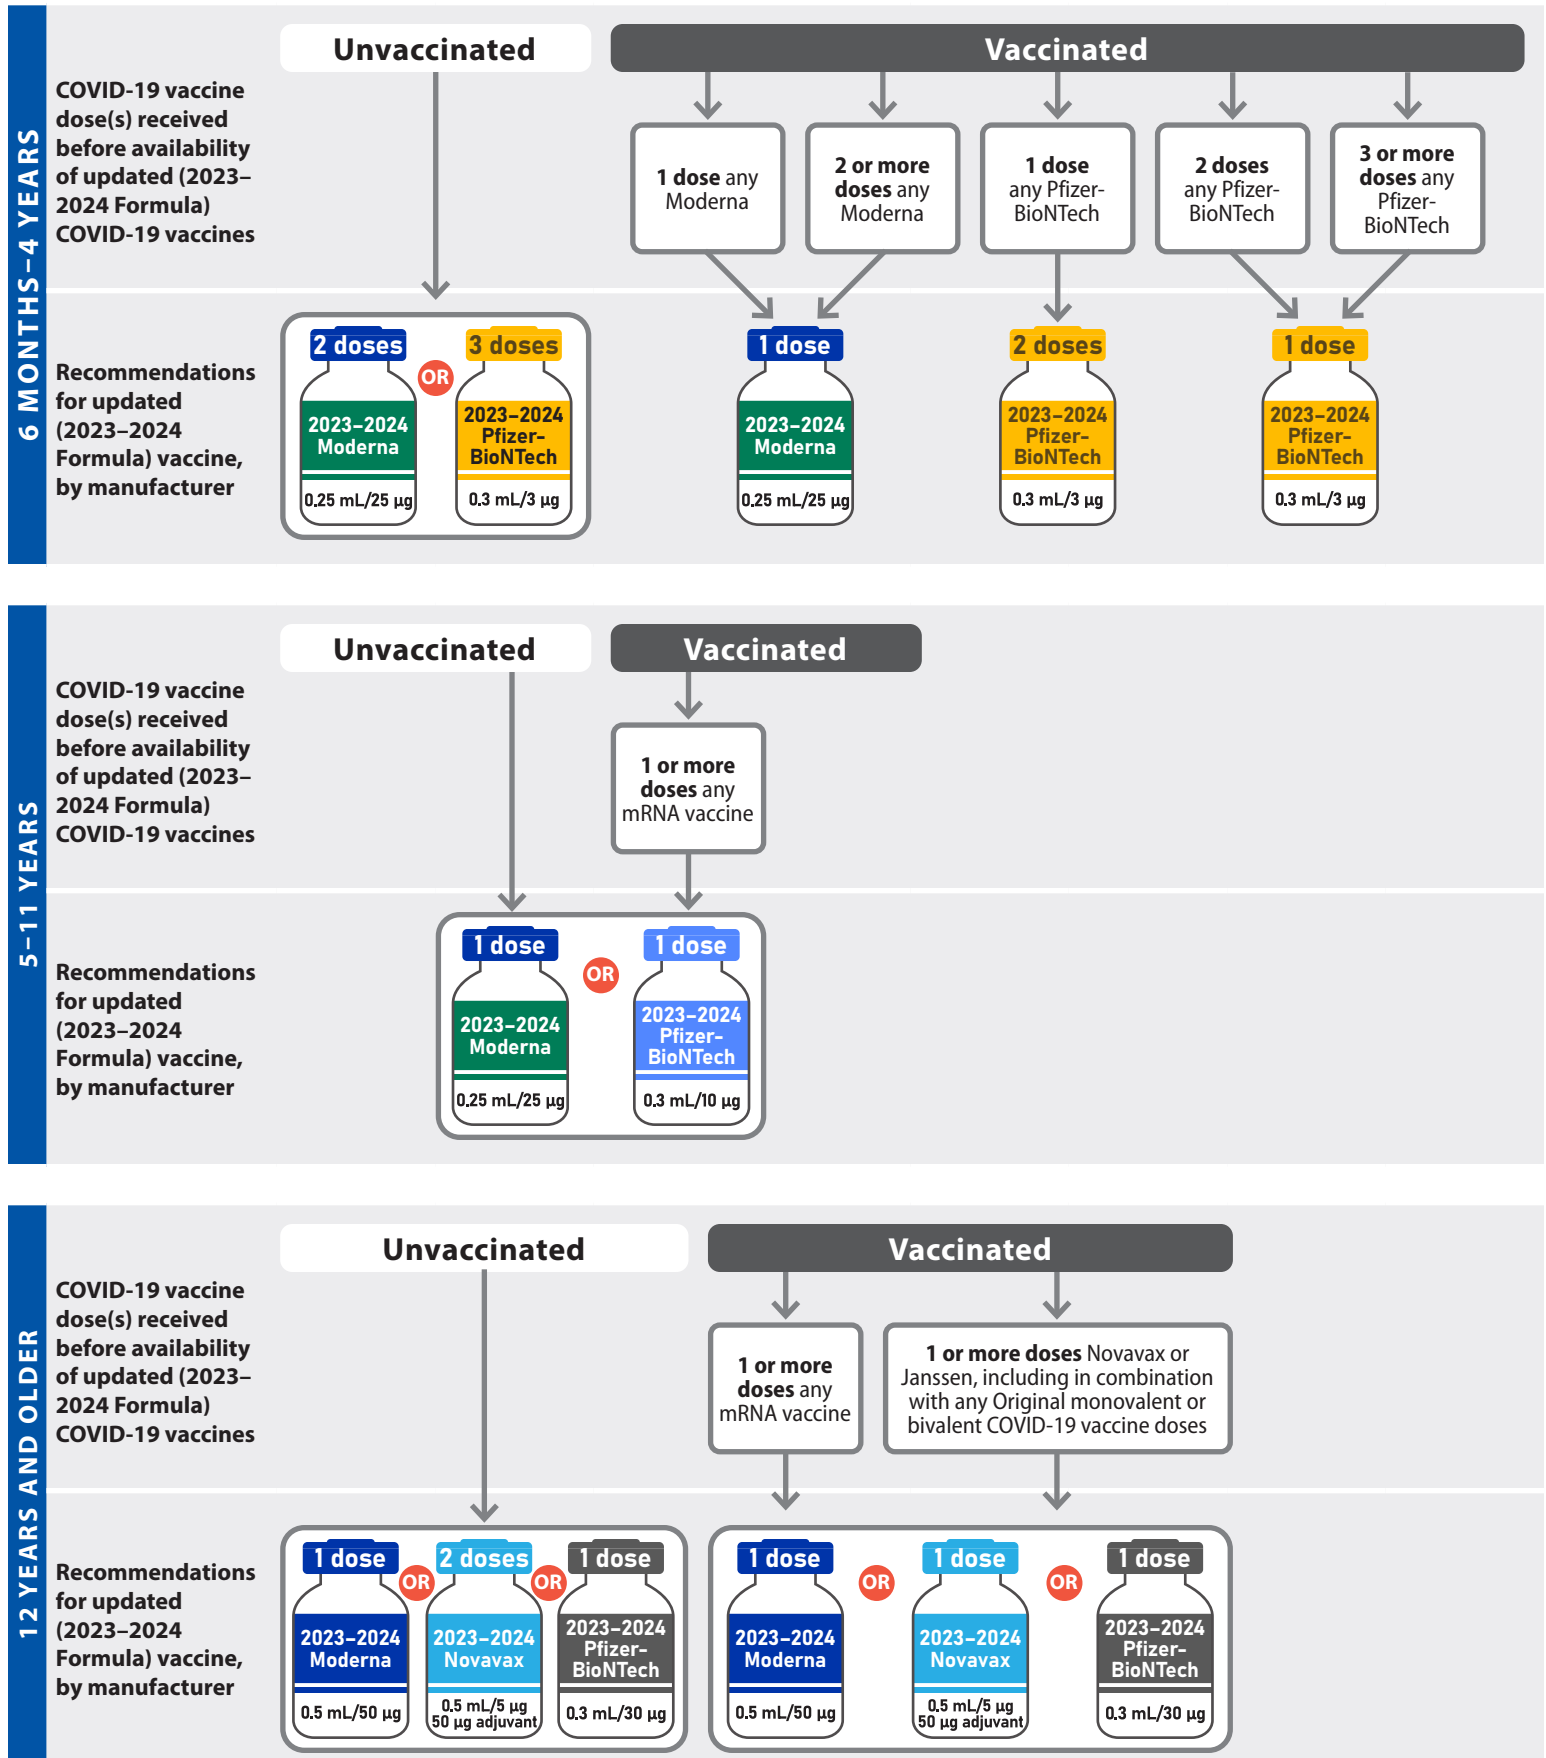 6 MONTHS–4 YEARS
COVID-19 vaccine
dose(s) received
before availability
of updated (2023–
2024 Formula)
COVID-19 vaccines
Unvaccinated
Vaccinated
1 dose any
Moderna
2 or more
doses any
Moderna
1 dose
any Pfizer-
BioNTech
2 doses
any Pfizer-
BioNTech
3 or more
doses any
Pfizer-
BioNTech
Recommendations
for updated
(2023–2024
Formula) vaccine,
by manufacturer
2 doses
2023–2024
Moderna
0.25 mL/25 µg
OR
3 doses
2023–2024
Pfizer-
BioNTech
0.3 mL/3 µg
1 dose
2023–2024
Moderna
0.25 mL/25 µg
2 doses
2023–2024
Pfizer-
BioNTech
0.3 mL/3 µg
1 dose
2023–2024
Pfizer-
BioNTech
0.3 mL/3 µg
5–11 YEARS
COVID-19 vaccine
dose(s) received
before availability
of updated (2023–
2024 Formula)
COVID-19 vaccines
Unvaccinated
Vaccinated
1 or more
doses any
mRNA vaccine
Recommendations
for updated
(2023–2024
Formula) vaccine,
by manufacturer
1 dose
2023–2024
Moderna
0.25 mL/25 µg
OR
1 dose
2023–2024
Pfizer-
BioNTech
0.3 mL/10 µg
12 YEARS AND OLDER
COVID-19 vaccine
dose(s) received
before availability
of updated (2023–
2024 Formula)
COVID-19 vaccines
Unvaccinated
Vaccinated
1 or more
doses any
mRNA vaccine
1 or more doses Novavax or
Janssen, including in combination
with any Original monovalent or
bivalent COVID-19 vaccine doses
Recommendations
for updated
(2023–2024
Formula) vaccine,
by manufacturer
1 dose
2023–2024
Moderna
0.5 mL/50 µg
OR
2 doses
2023–2024
Novavax
0.5 mL/5 µg
50 µg adjuvant
OR
1 dose
2023–2024
Pfizer-
BioNTech
0.3 mL/30 µg
1 dose
2023–2024
Moderna
0.5 mL/50 µg
OR
1 dose
2023–2024
Novavax
0.5 mL/5 µg
50 µg adjuvant
OR
1 dose
2023–2024
Pfizer-
BioNTech
0.3 mL/30 µg